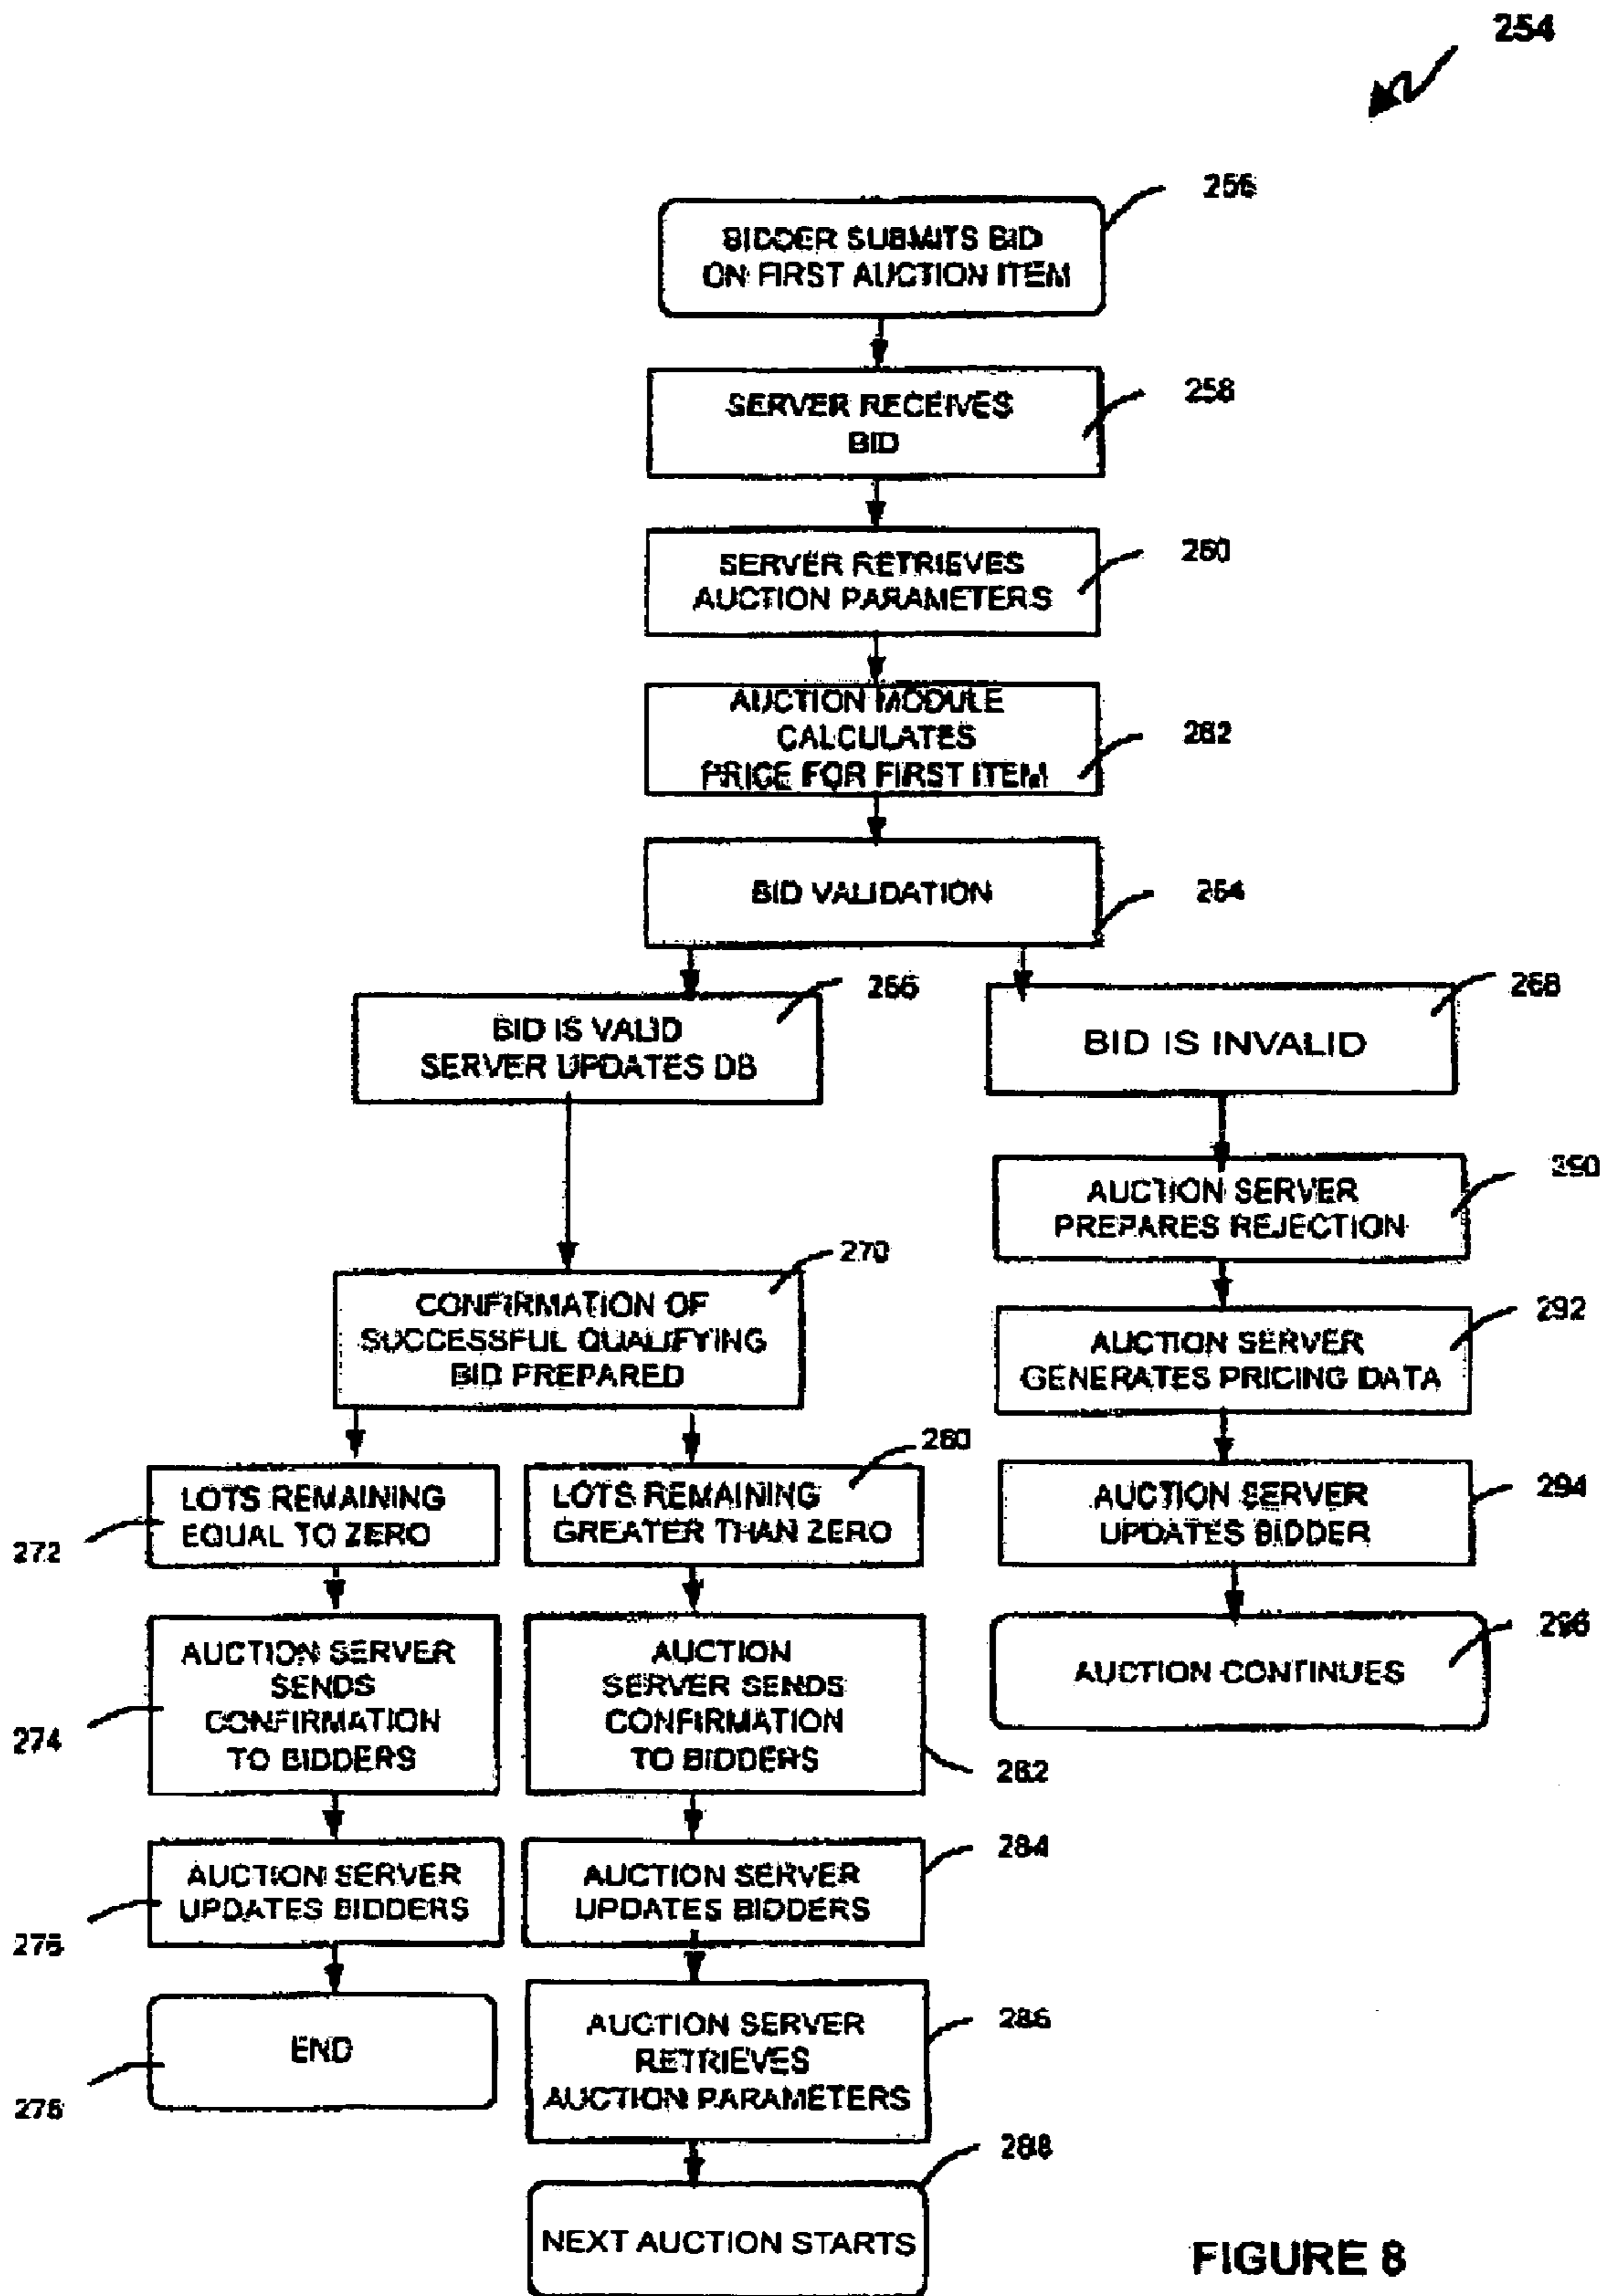 254
BIDDER SUBMITS BID
ON FIRST AUCTION ITEM
256
SERVER RECEIVES
BID
258
SERVER RETRIEVES
AUCTION PARAMETERS
260
AUCTION MODULE
CALCULATES
PRICE FOR FIRST ITEM
262
BID VALIDATION
264
BID IS VALID
SERVER UPDATES DB
266
BID IS INVALID
268
AUCTION SERVER
PREPARES REJECTION
290
CONFIRMATION OF
SUCCESSFUL QUALIFYING
BID PREPARED
270
AUCTION SERVER
GENERATES PRICING DATA
292
LOTS REMAINING
EQUAL TO ZERO
272
LOTS REMAINING
GREATER THAN ZERO
280
AUCTION SERVER
UPDATES BIDDER
294
AUCTION SERVER
SENDS
CONFIRMATION
TO BIDDERS
274
AUCTION
SERVER SENDS
CONFIRMATION
TO BIDDERS
282
AUCTION CONTINUES
296
AUCTION SERVER
UPDATES BIDDERS
AUCTION SERVER
UPDATES BIDDERS
284
END
AUCTION SERVER
RETRIEVES
AUCTION PARAMETERS
286
NEXT AUCTION STARTS
288
FIGURE 8